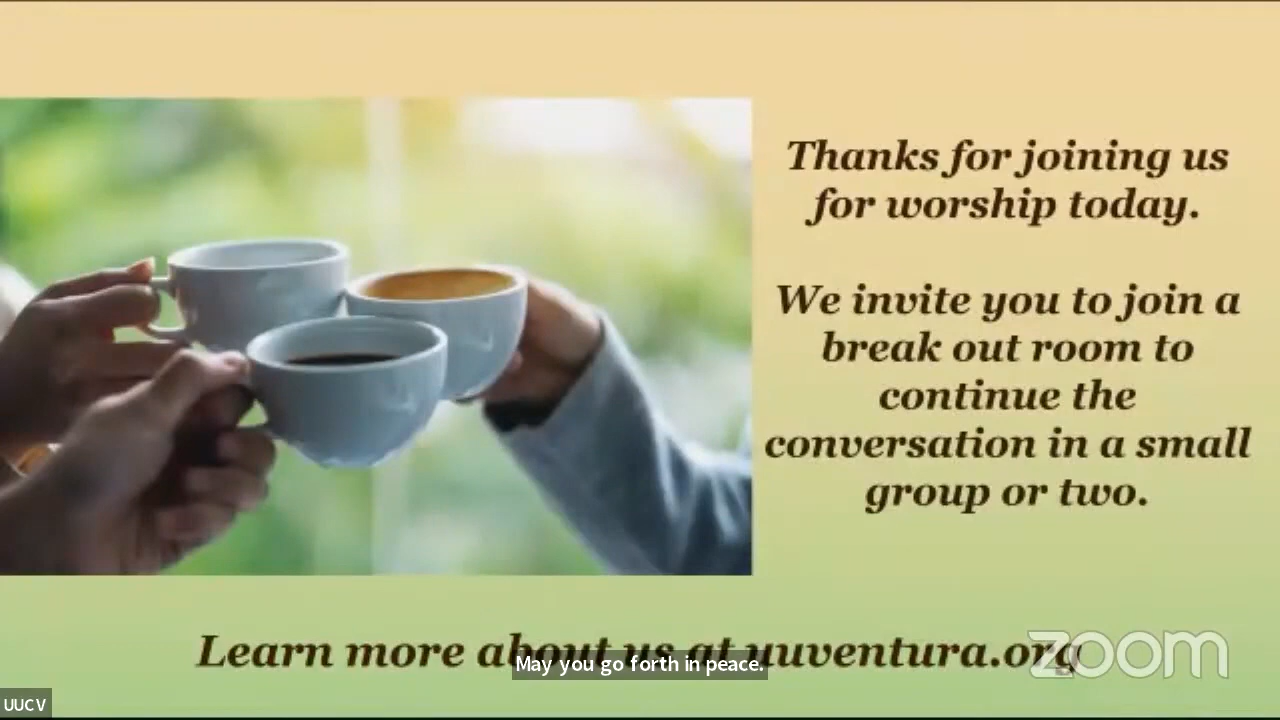 Thanks for joining us
for worship today.
We invite you to join a
break out room to
continue the
conversation in a small
group or two.
Learn more about us at uuventura.org
May you go forth in peace.
zoom
UUCV